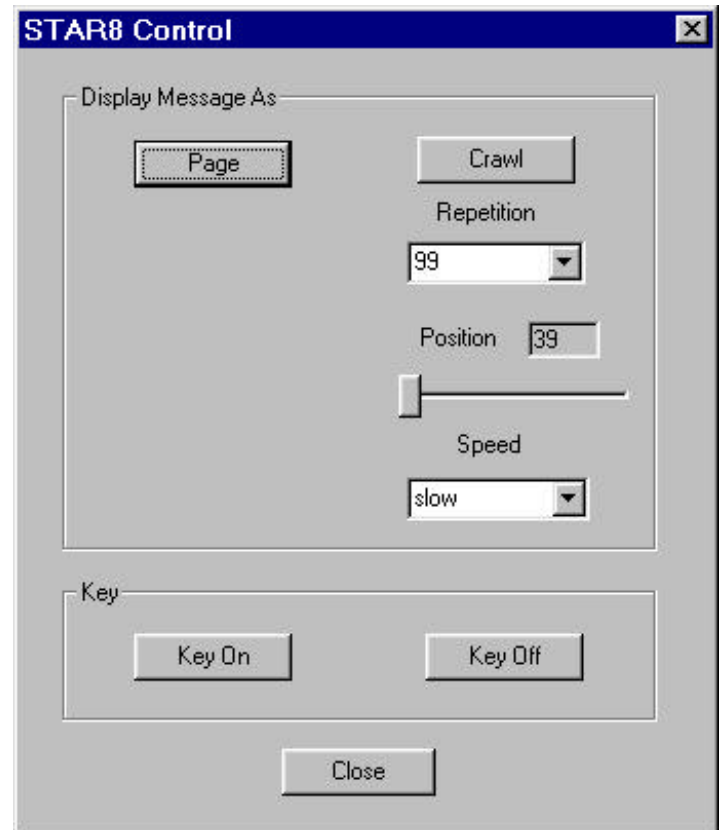 STAR8 Control
Display Message As
Page
Crawl
Repetition
99
Position 39
Speed
slow
Key
Key On
Key Off
Close